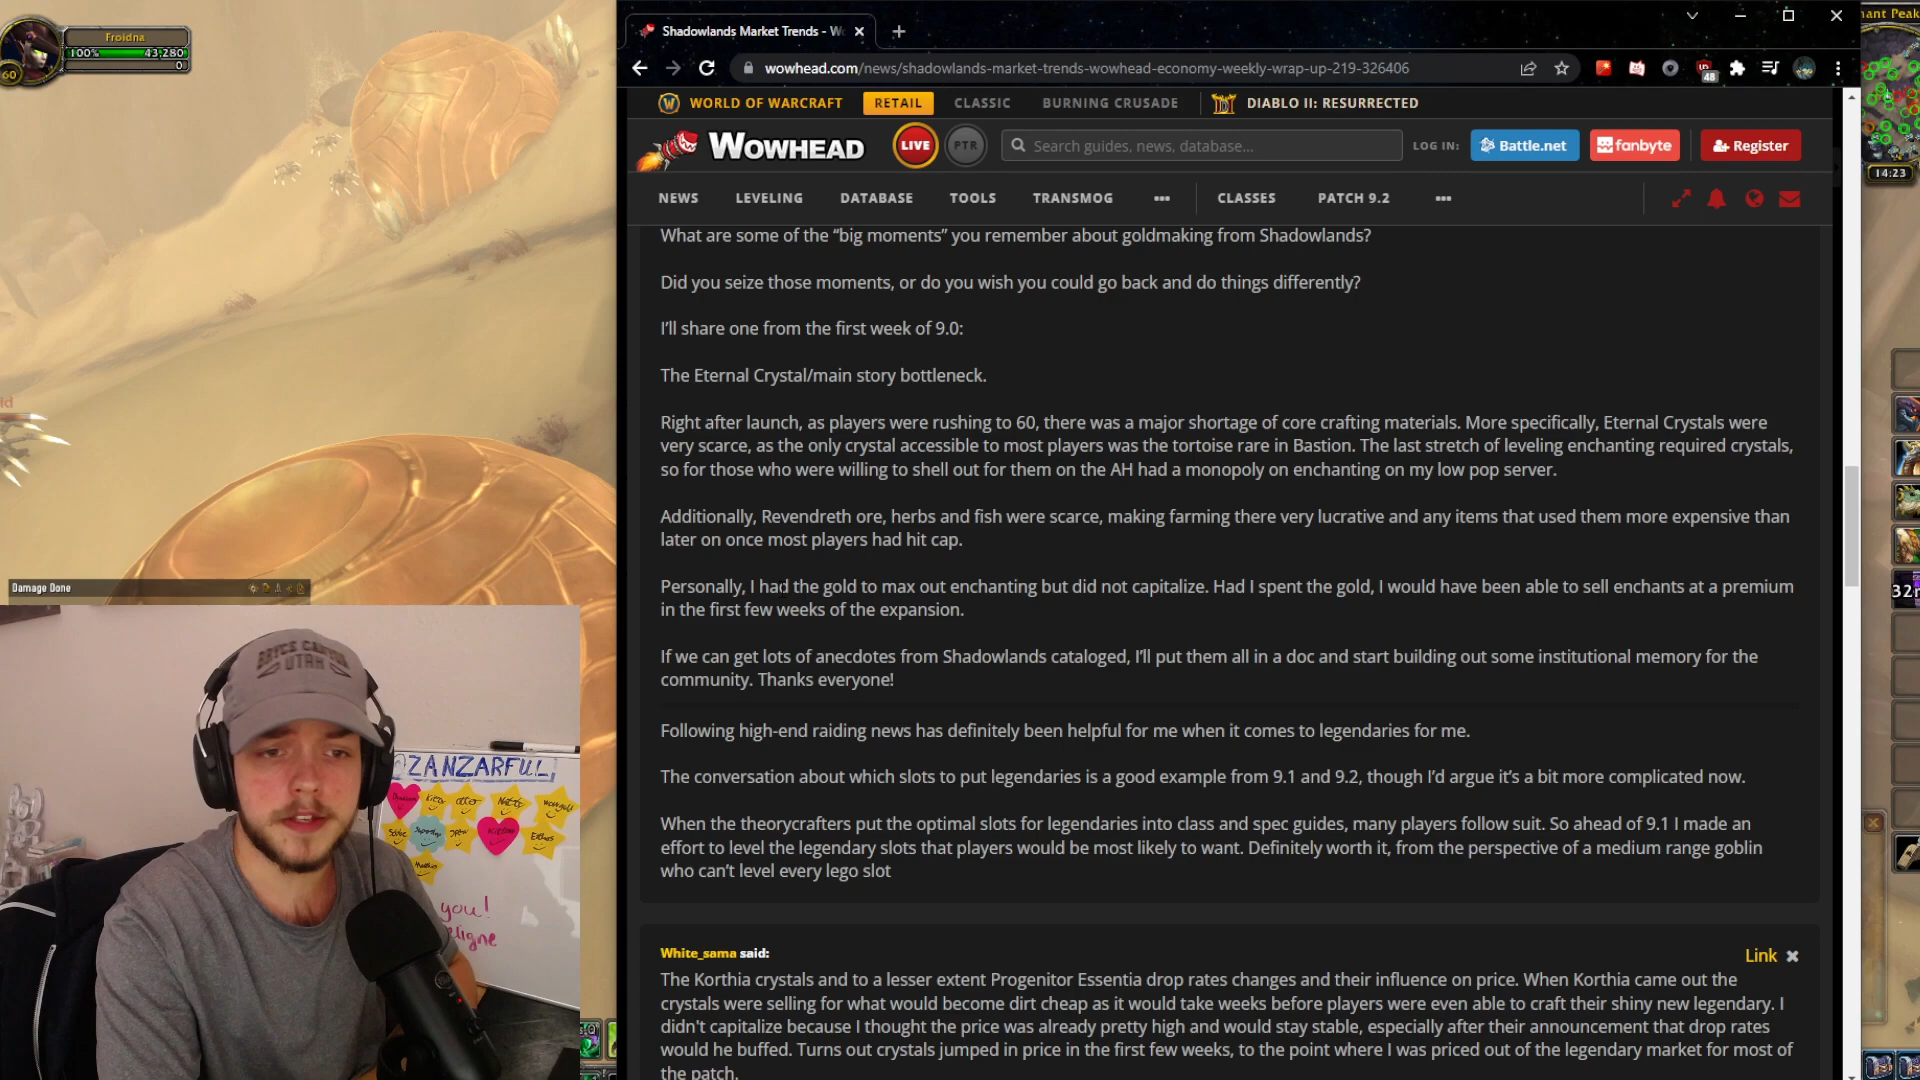 Froidna
100% 43,280
0
60
ld
Damage Done
Shadowlands Market Trends - W
wowhead.com/news/shadowlands-market-trends-wowhead-economy-weekly-wrap-up-219-326406
48
WORLD OF WARCRAFT RETAIL CLASSIC BURNING CRUSADE DIABLO II: RESURRECTED
WOWHEAD LIVE PTR Search guides, news, database... LOG IN: Battle.net fanbyte Register
NEWS LEVELING DATABASE TOOLS TRANSMOG ••• CLASSES PATCH 9.2 •••
What are some of the “big moments” you remember about goldmaking from Shadowlands?
Did you seize those moments, or do you wish you could go back and do things differently?
I’ll share one from the first week of 9.0:
The Eternal Crystal/main story bottleneck.
Right after launch, as players were rushing to 60, there was a major shortage of core crafting materials. More specifically, Eternal Crystals were
very scarce, as the only crystal accessible to most players was the tortoise rare in Bastion. The last stretch of leveling enchanting required crystals,
so for those who were willing to shell out for them on the AH had a monopoly on enchanting on my low pop server.
Additionally, Revendreth ore, herbs and fish were scarce, making farming there very lucrative and any items that used them more expensive than
later on once most players had hit cap.
Personally, I had the gold to max out enchanting but did not capitalize. Had I spent the gold, I would have been able to sell enchants at a premium
in the first few weeks of the expansion.
If we can get lots of anecdotes from Shadowlands cataloged, I’ll put them all in a doc and start building out some institutional memory for the
community. Thanks everyone!
Following high-end raiding news has definitely been helpful for me when it comes to legendaries for me.
The conversation about which slots to put legendaries is a good example from 9.1 and 9.2, though I’d argue it’s a bit more complicated now.
When the theorycrafters put the optimal slots for legendaries into class and spec guides, many players follow suit. So ahead of 9.1 I made an
effort to level the legendary slots that players would be most likely to want. Definitely worth it, from the perspective of a medium range goblin
who can’t level every lego slot
White_sama said:
Link
The Korthia crystals and to a lesser extent Progenitor Essentia drop rates changes and their influence on price. When Korthia came out the
crystals were selling for what would become dirt cheap as it would take weeks before players were even able to craft their shiny new legendary. I
didn't capitalize because I thought the price was already pretty high and would stay stable, especially after their announcement that drop rates
would he buffed. Turns out crystals jumped in price in the first few weeks, to the point where I was priced out of the legendary market for most of
the patch.
nant Peak
14:23
32
BRYCE CANYON
UTAH
@ZANZARFUL
you!